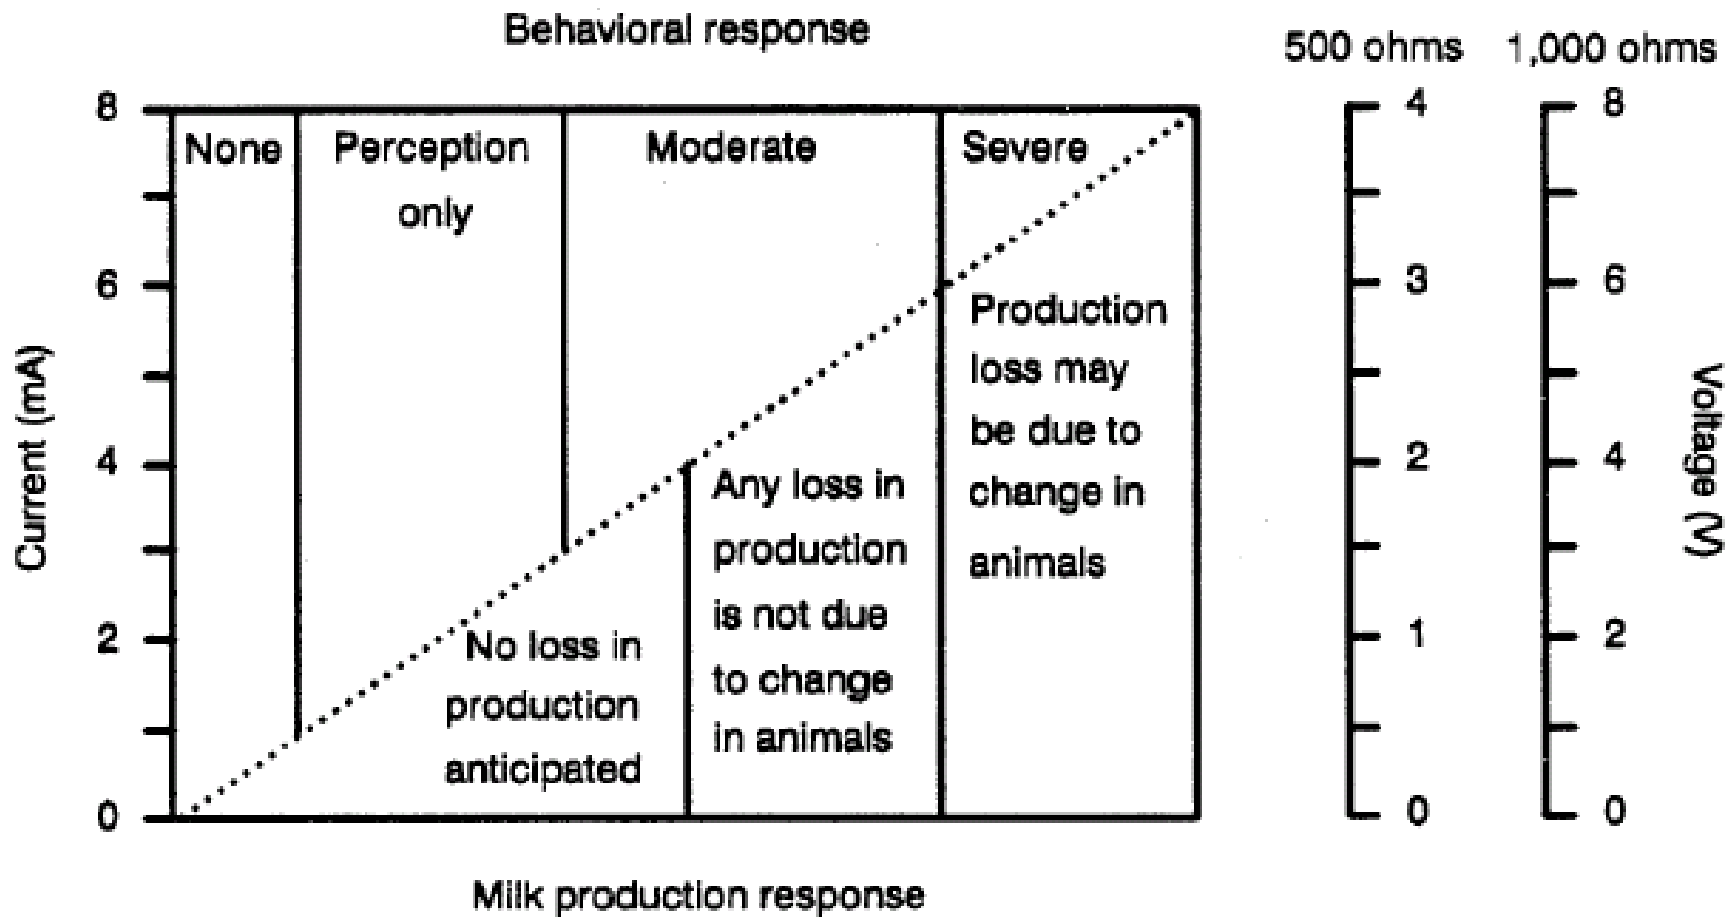 Behavioral response
500 ohms
1,000 ohms
8
6
4
2
0
Current (mA)
None
Perception
only
Moderate
Severe
No loss in
production
anticipated
Any loss in
production
is not due
to change
in animals
Production
loss may
be due to
change in
animals
4
3
2
1
0
8
6
4
2
0
Voltage (V)
Milk production response